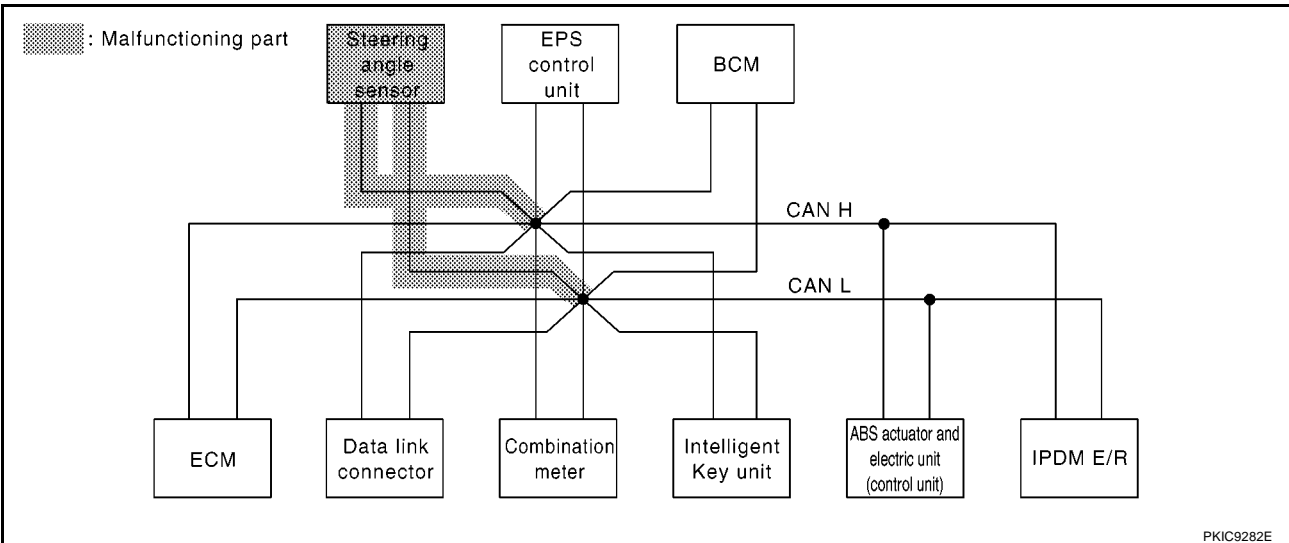 : Malfunctioning part
Steering
angle
sensor
EPS
control
unit
BCM
CAN H
CAN L
ECM
Data link
connector
Combination
meter
Intelligent
Key unit
ABS actuator and
electric unit
(control unit)
IPDM E/R
PKIC9282E